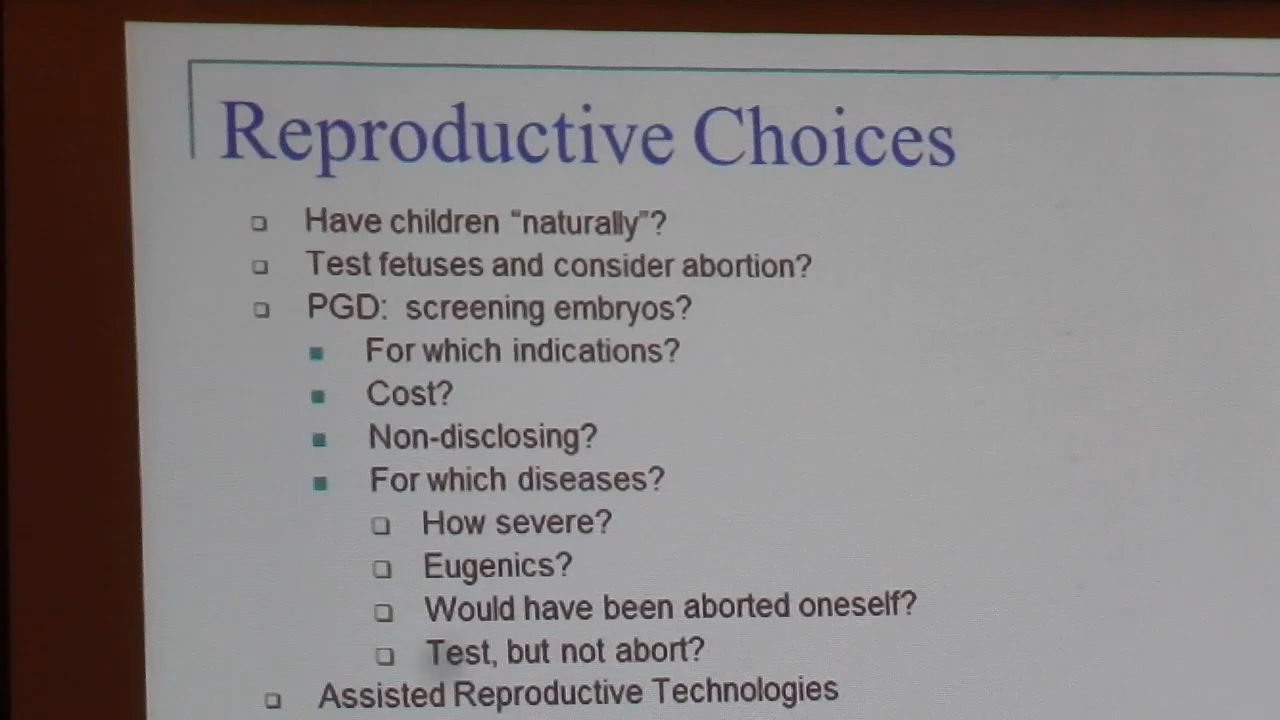 Reproductive Choices
Have children “naturally”?
Test fetuses and consider abortion?
PGD: screening embryos?
For which indications?
Cost?
Non-disclosing?
For which diseases?
How severe?
Eugenics?
Would have been aborted oneself?
Test, but not abort?
Assisted Reproductive Technologies